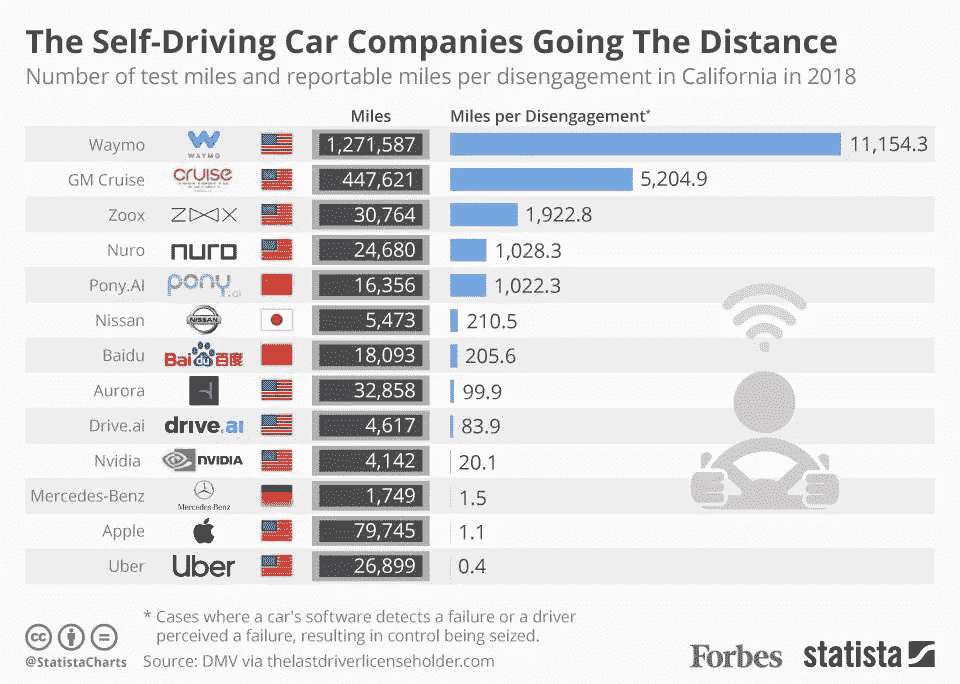 The Self-Driving Car Companies Going The Distance
Number of test miles and reportable miles per disengagement in California in 2018
Miles Miles per Disengagement*
Waymo WAYMO 1,271,587 11,154.3
GM Cruise cruise 447,621 5,204.9
Zoox ZOOX 30,764 1,922.8
Nuro nuro 24,680 1,028.3
Pony.AI pony.ai 16,356 1,022.3
Nissan NISSAN 5,473 210.5
Baidu Baidu百度 18,093 205.6
Aurora 32,858 99.9
Drive.ai drive.ai 4,617 83.9
Nvidia NVIDIA 4,142 20.1
Mercedes-Benz Mercedes Benz 1,749 1.5
Apple 79,745 1.1
Uber Uber 26,899 0.4
* Cases where a car's software detects a failure or a driver
perceived a failure, resulting in control being seized.
cc
@StatistaCharts Source: DMV via thelastdriverlicenseholder.com
Forbes statista